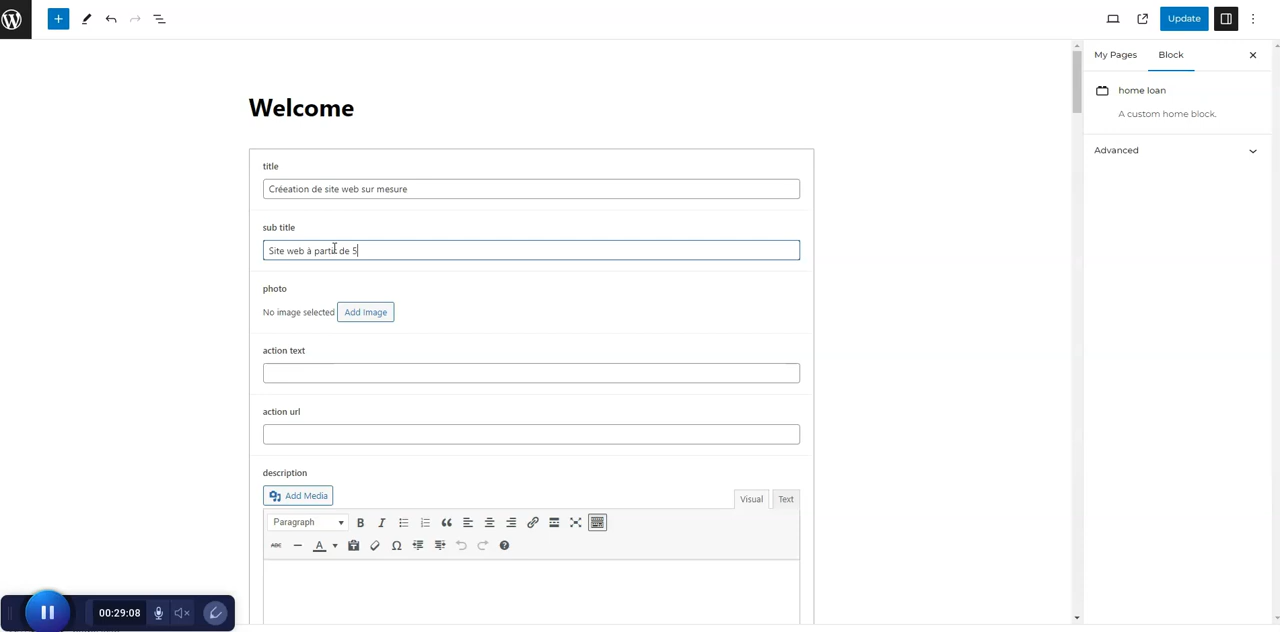 Update
My Pages
Block
home loan
A custom home block.
Advanced
Welcome
title
Créeation de site web sur mesure
sub title
Site web à partir de 5
photo
No image selected
Add Image
action text
action url
description
Add Media
Visual
Text
Paragraph
B
I
ABC
A
Ω
00:29:08